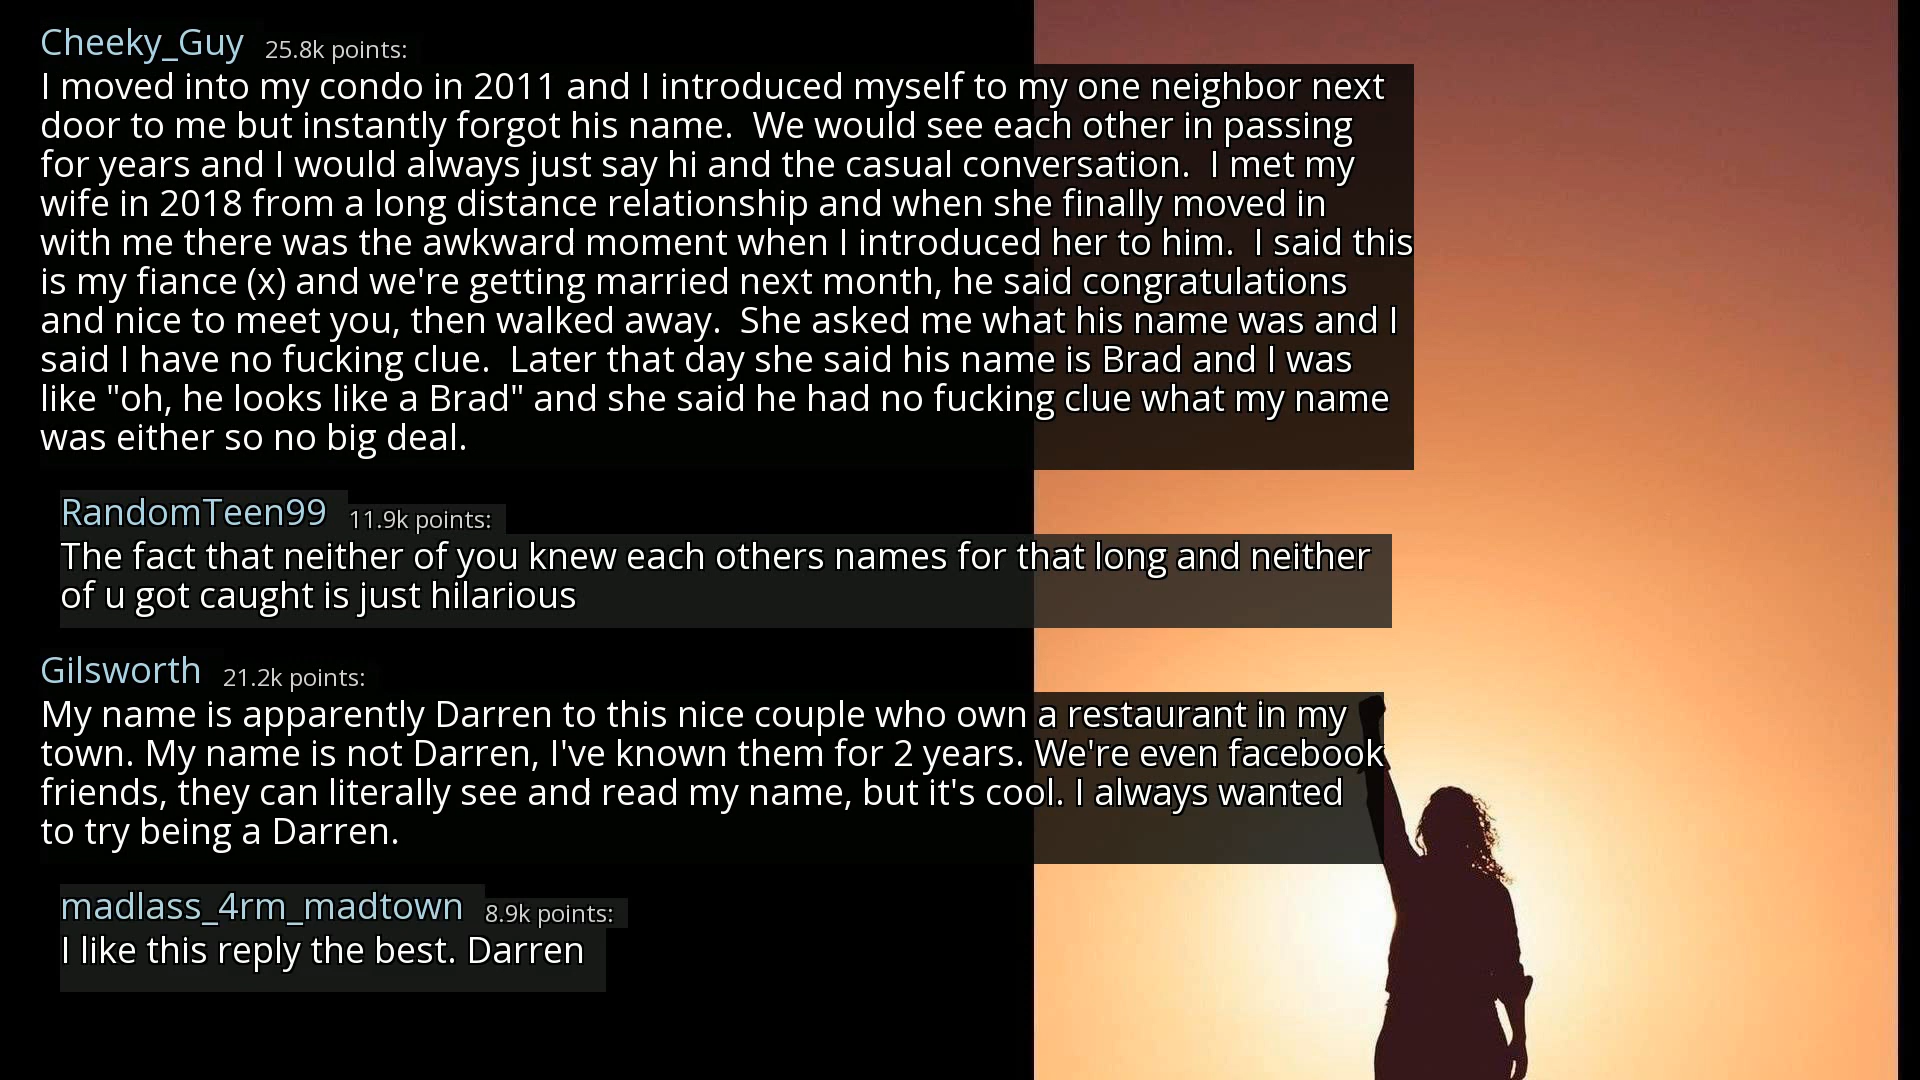 Cheeky_Guy 25.8k points:
I moved into my condo in 2011 and I introduced myself to my one neighbor next
door to me but instantly forgot his name.  We would see each other in passing
for years and I would always just say hi and the casual conversation.  I met my
wife in 2018 from a long distance relationship and when she finally moved in
with me there was the awkward moment when I introduced her to him.  I said this
is my fiance (x) and we're getting married next month, he said congratulations
and nice to meet you, then walked away.  She asked me what his name was and I
said I have no fucking clue.  Later that day she said his name is Brad and I was
like "oh, he looks like a Brad" and she said he had no fucking clue what my name
was either so no big deal.
RandomTeen99 11.9k points:
The fact that neither of you knew each others names for that long and neither
of u got caught is just hilarious
Gilsworth 21.2k points:
My name is apparently Darren to this nice couple who own a restaurant in my
town. My name is not Darren, I've known them for 2 years. We're even facebook
friends, they can literally see and read my name, but it's cool. I always wanted
to try being a Darren.
madlass_4rm_madtown 8.9k points:
I like this reply the best. Darren